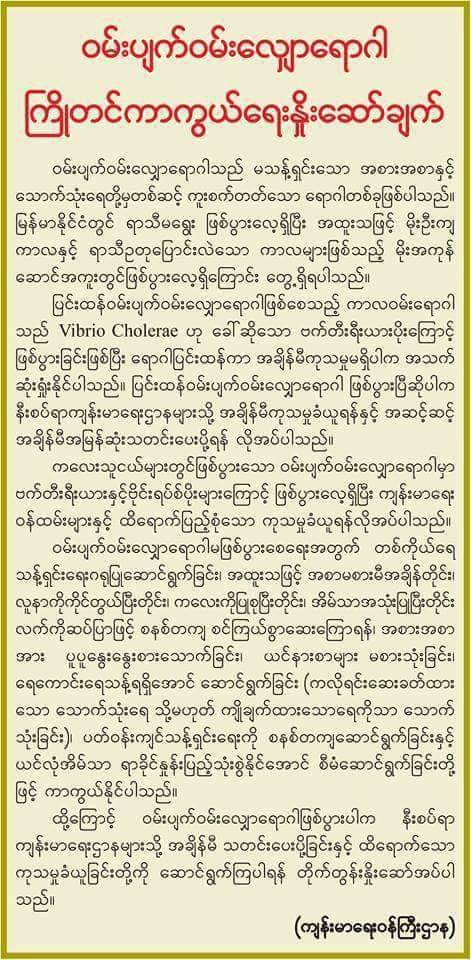 ဝမ်းပျက်ဝမ်းလျှောရောဂါ
ကြိုတင်ကာကွယ်ရေးနှိုးဆော်ချက်
ဝမ်းပျက်ဝမ်းလျှောရောဂါသည် မသန့်ရှင်းသော အစားအစာနှင့်
သောက်သုံးရေတို့မှတစ်ဆင့် ကူးစက်တတ်သော ရောဂါတစ်ခုဖြစ်ပါသည်။
မြန်မာနိုင်ငံတွင် ရာသီမရွေး ဖြစ်ပွားလေ့ရှိပြီး အထူးသဖြင့် မိုးဦးကျ
ကာလနှင့် ရာသီဥတုပြောင်းလဲသော ကာလများဖြစ်သည့် မိုးအကုန်
ဆောင်အကူးတွင်ဖြစ်ပွားလေ့ရှိကြောင်း တွေ့ရှိရပါသည်။
ပြင်းထန်ဝမ်းပျက်ဝမ်းလျှောရောဂါဖြစ်စေသည့် ကာလဝမ်းရောဂါ
သည် Vibrio Cholerae ဟု ခေါ်ဆိုသော ဗက်တီးရီးယားပိုးကြောင့်
ဖြစ်ပွားခြင်းဖြစ်ပြီး ရောဂါပြင်းထန်ကာ အချိန်မီကုသမှုမရှိပါက အသက်
ဆုံးရှုံးနိုင်ပါသည်။ ပြင်းထန်ဝမ်းပျက်ဝမ်းလျှောရောဂါ ဖြစ်ပွားပြီဆိုပါက
နီးစပ်ရာကျန်းမာရေးဌာနများသို့ အချိန်မီကုသမှုခံယူရန်နှင့် အဆင့်ဆင့်
အချိန်မီအမြန်ဆုံးသတင်းပေးပို့ရန် လိုအပ်ပါသည်။
ကလေးသူငယ်များတွင်ဖြစ်ပွားသော ဝမ်းပျက်ဝမ်းလျှောရောဂါမှာ
ဗက်တီးရီးယားနှင့်ဗိုင်းရပ်စ်ပိုးများကြောင့် ဖြစ်ပွားလေ့ရှိပြီး ကျန်းမာရေး
ဝန်ထမ်းများနှင့် ထိရောက်ပြည့်စုံသော ကုသမှုခံယူရန်လိုအပ်ပါသည်။
ဝမ်းပျက်ဝမ်းလျှောရောဂါမဖြစ်ပွားစေရေးအတွက် တစ်ကိုယ်ရေ
သန့်ရှင်းရေးဂရုပြုဆောင်ရွက်ခြင်း၊ အထူးသဖြင့် အစာမစားမီအချိန်တိုင်း၊
လူနာကိုကိုင်တွယ်ပြီးတိုင်း၊ ကလေးကိုပြုစုပြီးတိုင်း၊ အိမ်သာအသုံးပြုပြီးတိုင်း
လက်ကိုဆပ်ပြာဖြင့် စနစ်တကျ စင်ကြယ်စွာဆေးကြောရန်၊ အစားအစာ
အား ပူပူနွေးနွေးစားသောက်ခြင်း၊ ယင်နားစာများ မစားသုံးခြင်း၊
ရေကောင်းရေသန့်ရရှိအောင် ဆောင်ရွက်ခြင်း (ကလိုရင်းဆေးခတ်ထား
သော သောက်သုံးရေ သို့မဟုတ် ကျိုချက်ထားသောရေကိုသာ သောက်
သုံးခြင်း)၊ ပတ်ဝန်းကျင်သန့်ရှင်းရေးကို စနစ်တကျဆောင်ရွက်ခြင်းနှင့်
ယင်လုံအိမ်သာ ရာခိုင်နှုန်းပြည့်သုံးစွဲနိုင်အောင် စီမံဆောင်ရွက်ခြင်းတို့
ဖြင့် ကာကွယ်နိုင်ပါသည်။
ထို့ကြောင့် ဝမ်းပျက်ဝမ်းလျှောရောဂါဖြစ်ပွားပါက နီးစပ်ရာ
ကျန်းမာရေးဌာနများသို့ အချိန်မီ သတင်းပေးပို့ခြင်းနှင့် ထိရောက်သော
ကုသမှုခံယူခြင်းတို့ကို ဆောင်ရွက်ကြပါရန် တိုက်တွန်းနှိုးဆော်အပ်ပါ
သည်။
(ကျန်းမာရေးဝန်ကြီးဌာန)